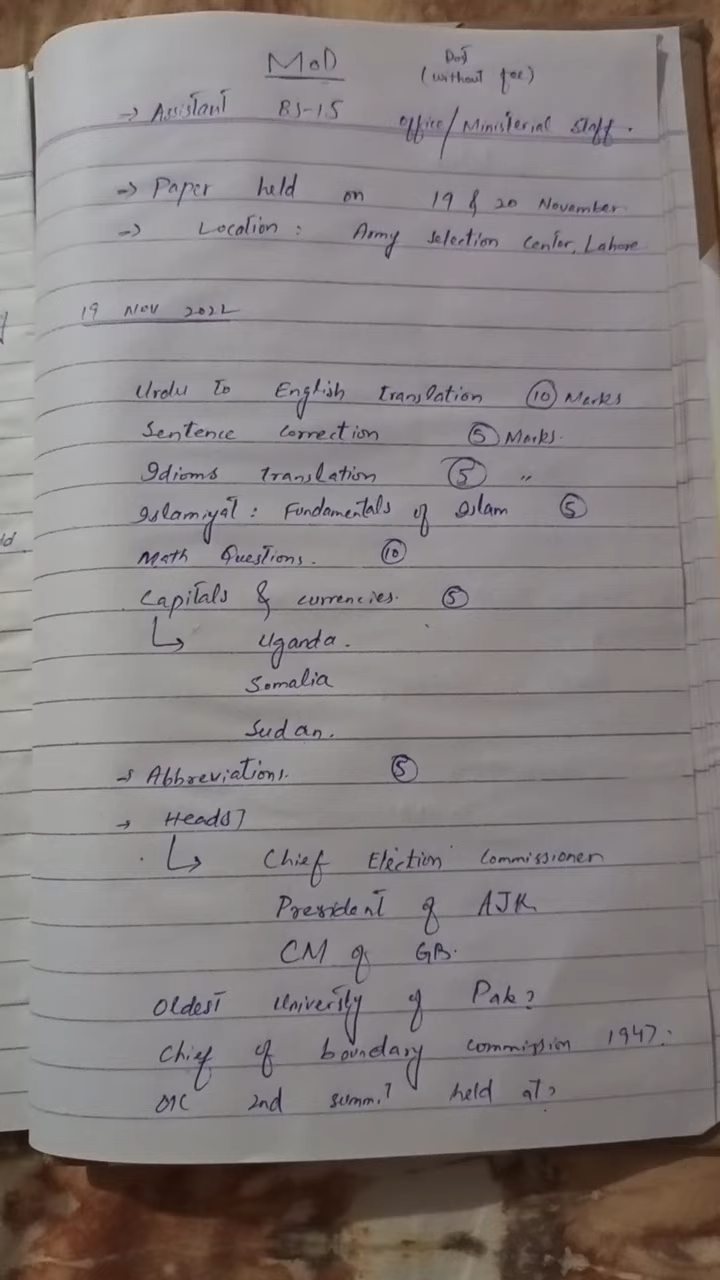 MOD
(without fee)
→ Assistant BS-15 office/Ministerial Staff.
→ Paper held on 19 & 20 November
→ Location: Army Selection Center, Lahore
19 Nov 2022
Urdu to English translation (10) Marks
Sentence correction (5) Marks.
Idioms translation (5) "
Islamiyat: Fundamentals of Islam (5)
Math Questions. (10)
Capitals & currencies. (5)
↳ Uganda.
Somalia
Sudan.
→ Abbreviations. (5)
→ Heads?
↳ Chief Election Commissioner
President of AJK
CM of GB.
Oldest University of Pak?
Chief of boundary commission 1947.
OIC 2nd summit held at?
id